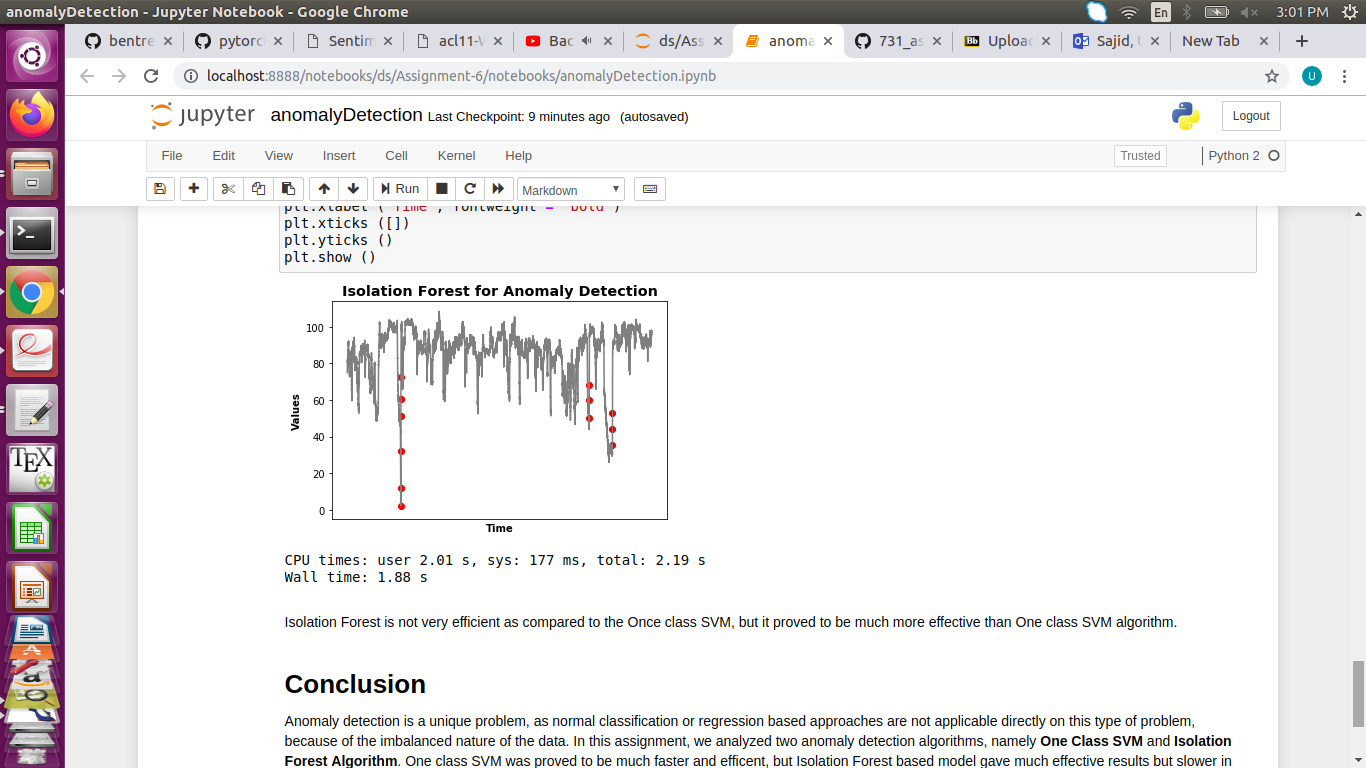 anomalyDetection - Jupyter Notebook - Google Chrome
En
3:01 PM
bentre
pytorc
Sentim
acl11-
Bac
ds/Ass
anoma
731_as
Uploa
Sajid,
New Tab
localhost:8888/notebooks/ds/Assignment-6/notebooks/anomalyDetection.ipynb
U
jupyter anomalyDetection Last Checkpoint: 9 minutes ago (autosaved)
Logout
File Edit View Insert Cell Kernel Help
Trusted
Python 2
Run
Markdown
plt.xlabel ('Time', fontweight = 'bold')
plt.xticks ([])
plt.yticks ()
plt.show ()
Isolation Forest for Anomaly Detection
100
80
60
40
20
0
Values
Time
CPU times: user 2.01 s, sys: 177 ms, total: 2.19 s
Wall time: 1.88 s
Isolation Forest is not very efficient as compared to the Once class SVM, but it proved to be much more effective than One class SVM algorithm.
Conclusion
Anomaly detection is a unique problem, as normal classification or regression based approaches are not applicable directly on this type of problem,
because of the imbalanced nature of the data. In this assignment, we analyzed two anomaly detection algorithms, namely One Class SVM and Isolation
Forest Algorithm. One class SVM was proved to be much faster and efficent, but Isolation Forest based model gave much effective results but slower in
TEX